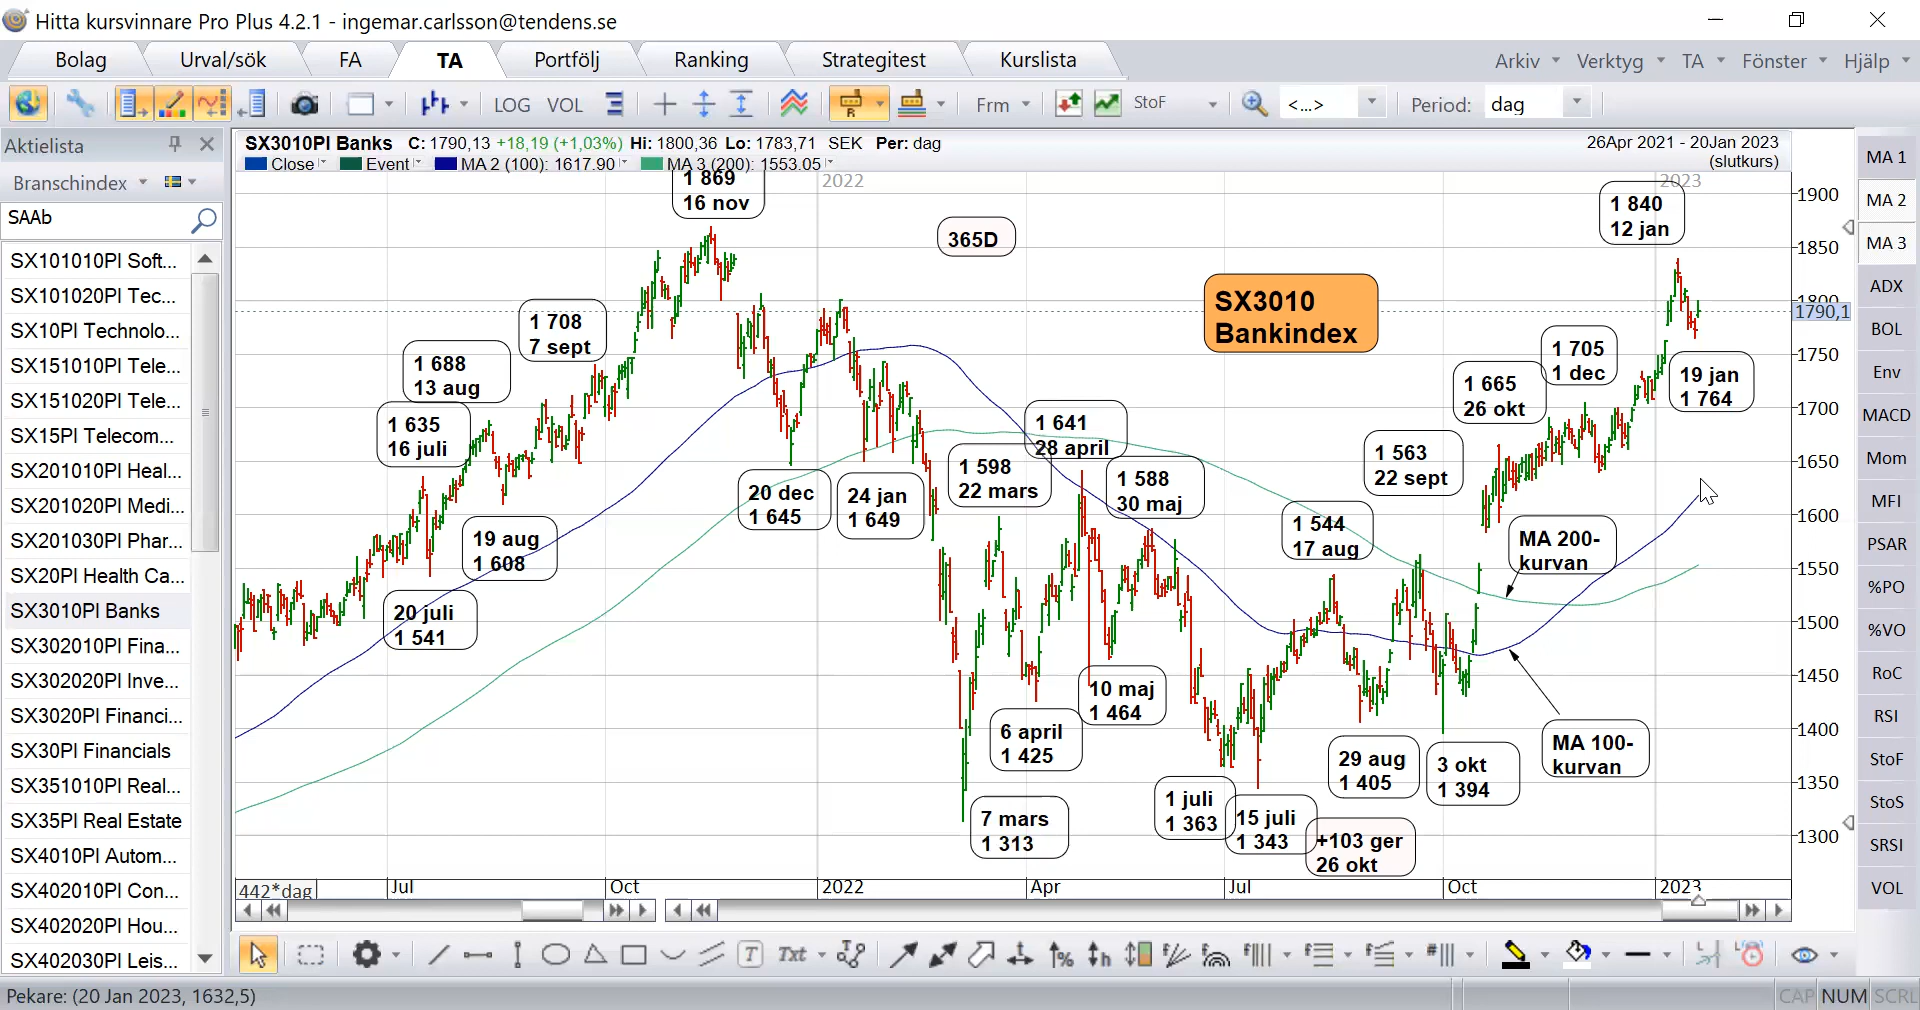 Hitta kursvinnare Pro Plus 4.2.1 - ingemar.carlsson@tendens.se
Bolag Urval/sök FA TA Portfölj Ranking Strategitest Kurslista
Arkiv Verktyg TA Fönster Hjälp
LOG VOL Frm StoF <...> Period: dag
Aktielista
Branschindex
SAAb
SX101010PI Soft...
SX101020PI Tec...
SX10PI Technolo...
SX151010PI Tele...
SX151020PI Tele...
SX15PI Telecom...
SX201010PI Heal...
SX201020PI Medi...
SX201030PI Phar...
SX20PI Health Ca...
SX3010PI Banks
SX302010PI Fina...
SX302020PI Inve...
SX3020PI Financi...
SX30PI Financials
SX351010PI Real...
SX35PI Real Estate
SX4010PI Autom...
SX402010PI Con...
SX402020PI Hou...
SX402030PI Leis...
SX3010PI Banks C: 1790,13 +18,19 (+1,03%) Hi: 1800,36 Lo: 1783,71 SEK Per: dag
26Apr 2021 - 20Jan 2023
(slutkurs)
Close Event MA 2 (100): 1617.90 MA 3 (200): 1553.05
2022
2023
1 869
16 nov
365D
1 840
12 jan
SX3010
Bankindex
1 708
7 sept
1 688
13 aug
1 635
16 juli
1 705
1 dec
1 665
26 okt
19 jan
1 764
1 641
28 april
1 598
22 mars
1 588
30 maj
1 563
22 sept
20 dec
1 645
24 jan
1 649
1 544
17 aug
19 aug
1 608
MA 200-
kurvan
20 juli
1 541
10 maj
1 464
6 april
1 425
29 aug
1 405
3 okt
1 394
MA 100-
kurvan
7 mars
1 313
1 juli
1 363
15 juli
1 343
+103 ger
26 okt
1900
1850
1800
1790,1
1750
1700
1650
1600
1550
1500
1450
1400
1350
1300
442*dag Jul Oct 2022 Apr Jul Oct 2023
MA 1
MA 2
MA 3
ADX
BOL
Env
MACD
Mom
MFI
PSAR
%PO
%VO
RoC
RSI
StoF
StoS
SRSI
VOL
T Txt
Pekare: (20 Jan 2023, 1632,5)
CAP NUM SCRL